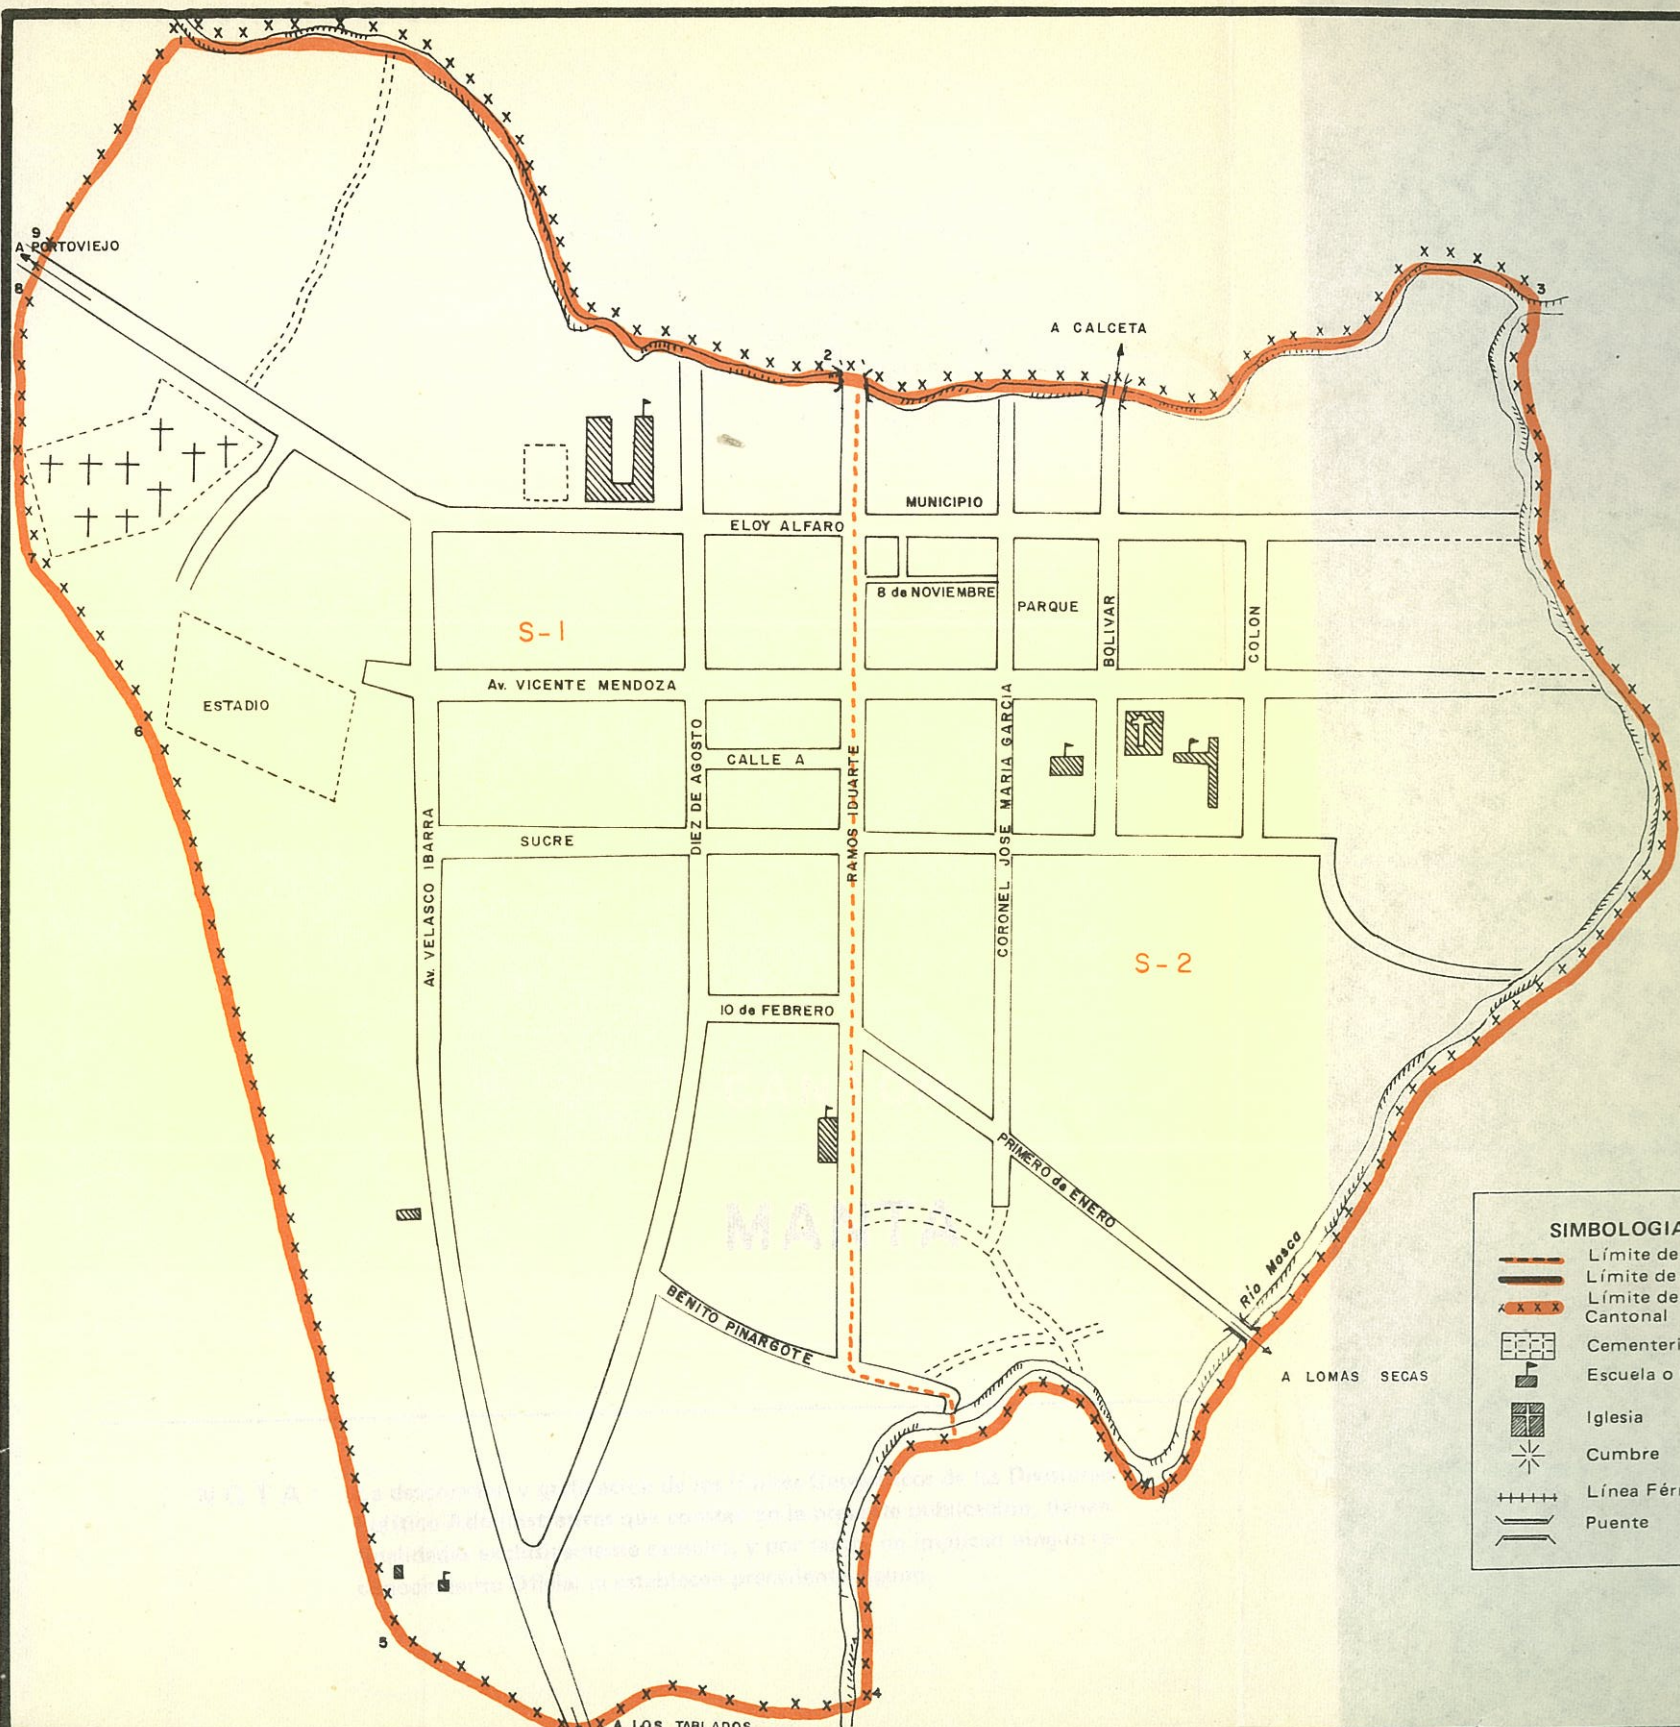 9
A PORTOVIEJO
8
2
A CALCETA
3
MUNICIPIO
ELOY ALFARO
8 de NOVIEMBRE
PARQUE
BOLIVAR
COLON
7
S-1
Av. VICENTE MENDOZA
ESTADIO
6
CALLE A
DIEZ DE AGOSTO
RAMOS IDUARTE
CORONEL JOSE MARIA GARCIA
SUCRE
Av. VELASCO IBARRA
S-2
10 de FEBRERO
PRIMERO de ENERO
MANTA
Río Mosca
BENITO PINARGOTE
A LOMAS SECAS
SIMBOLOGIA
Límite de
Límite de
Límite de
Cantonal
Cementeri
Escuela o
Iglesia
Cumbre
Línea Férr
Puente
5
4
A LOS TABLADOS